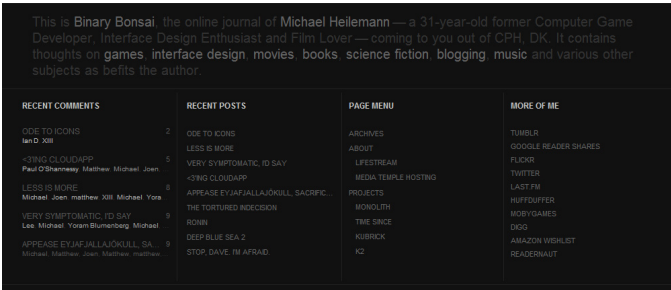 This is Binary Bonsai, the online journal of Michael Heilemann — a 31-year-old former Computer Game
Developer, Interface Design Enthusiast and Film Lover — coming to you out of CPH, DK. It contains
thoughts on games, interface design, movies, books, science fiction, blogging, music and various other
subjects as befits the author.
RECENT COMMENTS
ODE TO ICONS 2
Ian D. XIII
<3'ING CLOUDAPP 5
Paul O'Shannessy Matthew Michael Joen
LESS IS MORE 8
Michael Joen matthew XIII Michael Yora
VERY SYMPTOMATIC, I'D SAY 9
Lee Michael Yoram Blumenberg Michael
APPEASE EYJAFJALLAJÖKULL, SA... 9
Michael Matthew Joen Matthew matthew...
RECENT POSTS
ODE TO ICONS
LESS IS MORE
VERY SYMPTOMATIC, I'D SAY
<3'ING CLOUDAPP
APPEASE EYJAFJALLAJÖKULL, SACRIFIC...
THE TORTURED INDECISION
RONIN
DEEP BLUE SEA 2
STOP, DAVE. I'M AFRAID.
PAGE MENU
ARCHIVES
ABOUT
LIFESTREAM
MEDIA TEMPLE HOSTING
PROJECTS
MONOLITH
TIME SINCE
KUBRICK
K2
MORE OF ME
TUMBLR
GOOGLE READER SHARES
FLICKR
TWITTER
LAST.FM
HUFFDUFFER
MOBYGAMES
DIGG
AMAZON WISHLIST
READERNAUT